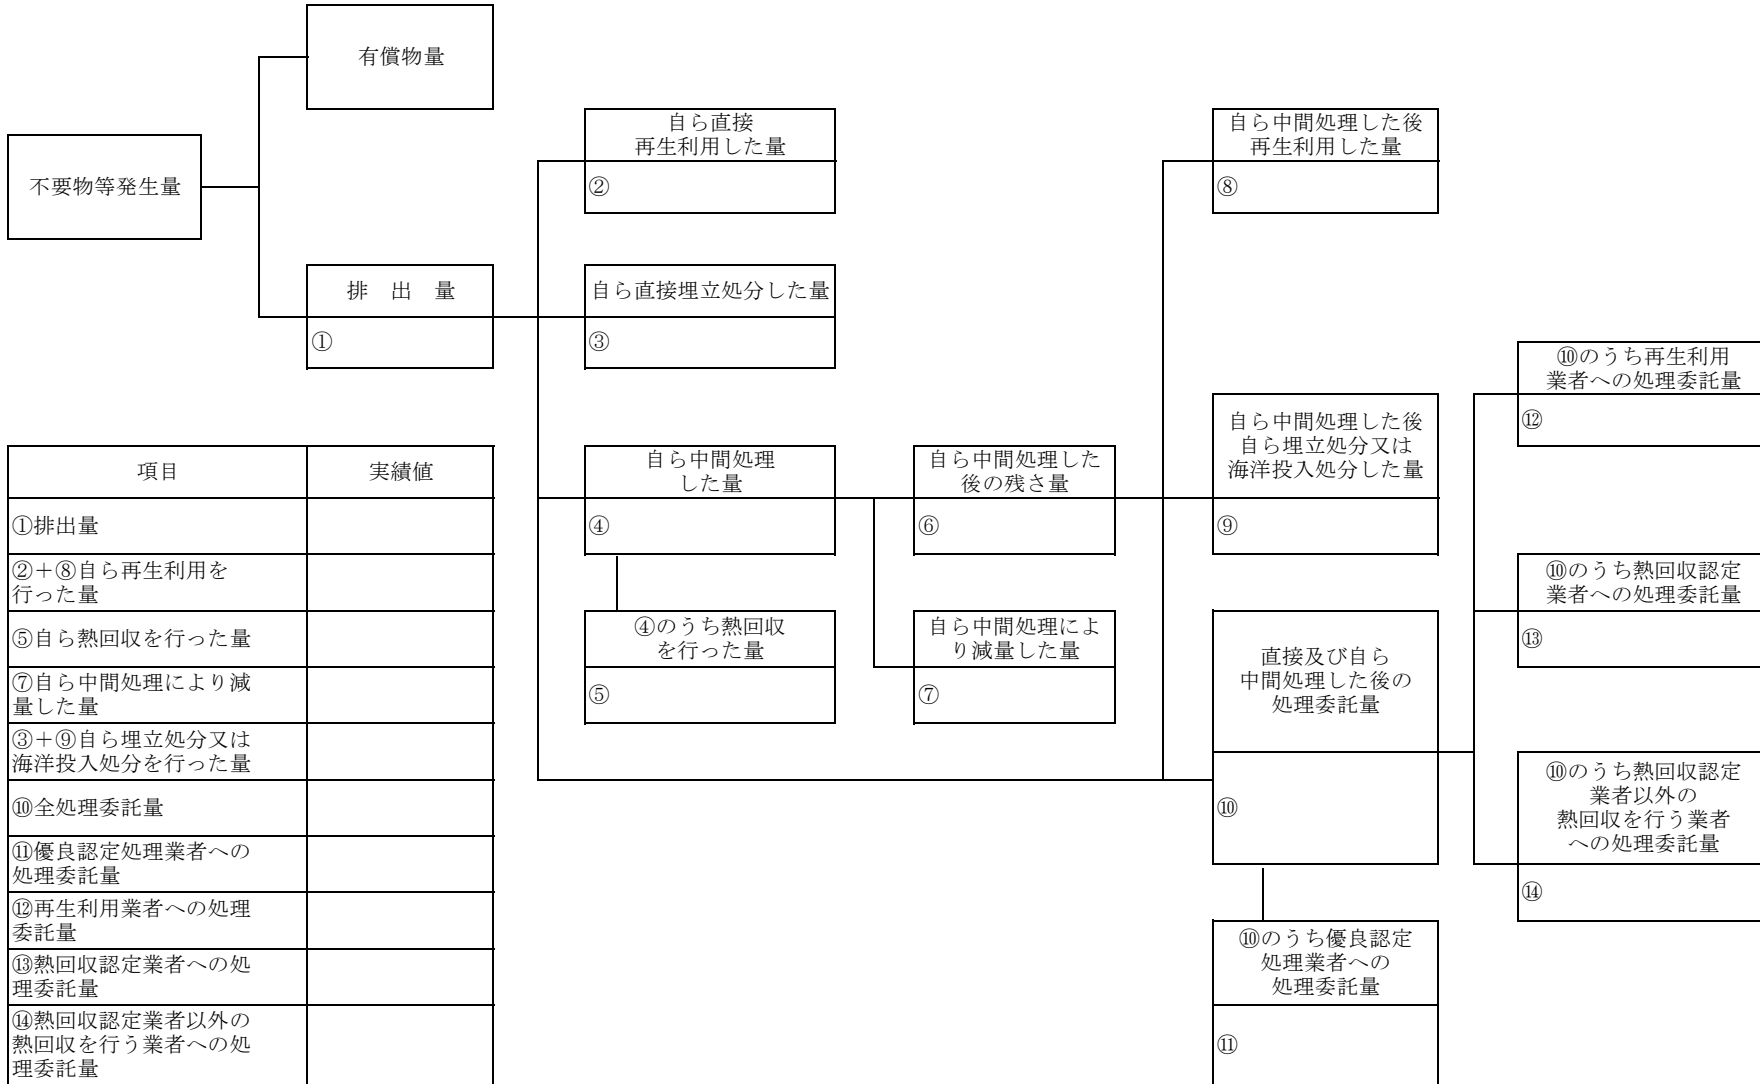 有償物量
不要物等発生量
排　出　量
①
自ら直接
再生利用した量
②
自ら直接埋立処分した量
③
自ら中間処理
した量
④
④のうち熱回収
を行った量
⑤
自ら中間処理した
後の残さ量
⑥
自ら中間処理によ
り減量した量
⑦
自ら中間処理した後
再生利用した量
⑧
自ら中間処理した後
自ら埋立処分又は
海洋投入処分した量
⑨
直接及び自ら
中間処理した後の
処理委託量
⑩
⑩のうち優良認定
処理業者への
処理委託量
⑪
⑩のうち再生利用
業者への処理委託量
⑫
⑩のうち熱回収認定
業者への処理委託量
⑬
⑩のうち熱回収認定
業者以外の
熱回収を行う業者
への処理委託量
⑭
項目　実績値
①排出量
②＋⑧自ら再生利用を
行った量
⑤自ら熱回収を行った量
⑦自ら中間処理により減
量した量
③＋⑨自ら埋立処分又は
海洋投入処分を行った量
⑩全処理委託量
⑪優良認定処理業者への
処理委託量
⑫再生利用業者への処理
委託量
⑬熱回収認定業者への処
理委託量
⑭熱回収認定業者以外の
熱回収を行う業者への処
理委託量